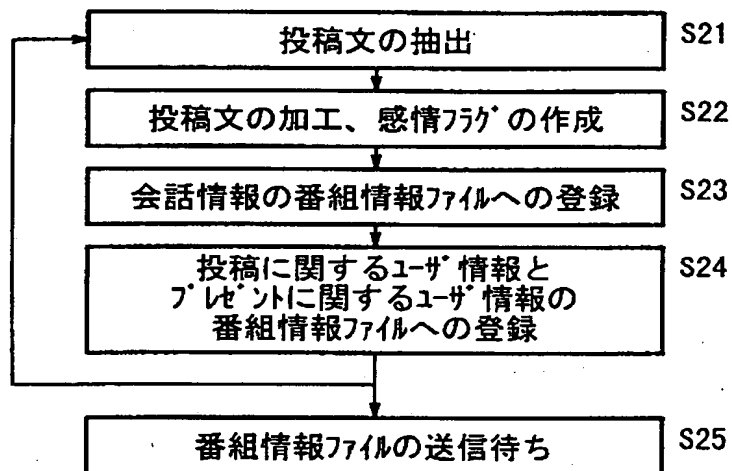 投稿文の抽出 S21
投稿文の加工、感情ﾌﾗｸﾞの作成 S22
会話情報の番組情報ﾌｧｲﾙへの登録 S23
投稿に関するﾕｰｻﾞ情報と S24
ﾌﾟﾚｾﾞﾝﾄに関するﾕｰｻﾞ情報の
番組情報ﾌｧｲﾙへの登録
番組情報ﾌｧｲﾙの送信待ち S25